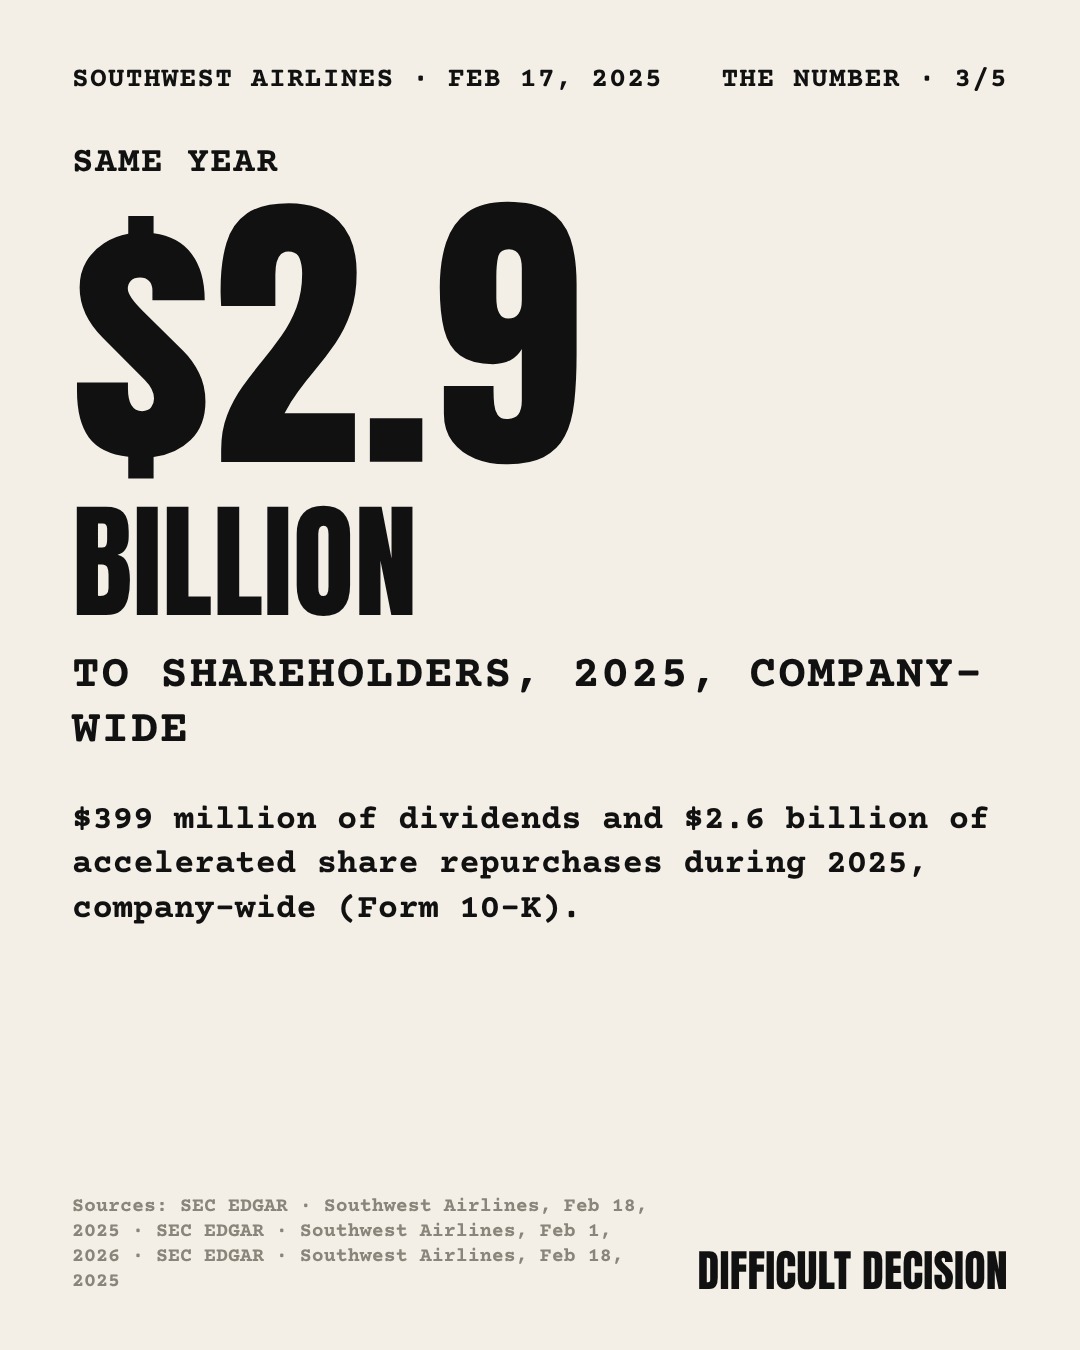 SOUTHWEST AIRLINES · FEB 17, 2025
THE NUMBER · 3/5
SAME YEAR
$2.9
BILLION
TO SHAREHOLDERS, 2025, COMPANY-
WIDE
$399 million of dividends and $2.6 billion of
accelerated share repurchases during 2025,
company-wide (Form 10-K).
Sources: SEC EDGAR · Southwest Airlines, Feb 18,
2025 · SEC EDGAR · Southwest Airlines, Feb 1,
2026 · SEC EDGAR · Southwest Airlines, Feb 18,
2025
DIFFICULT DECISION